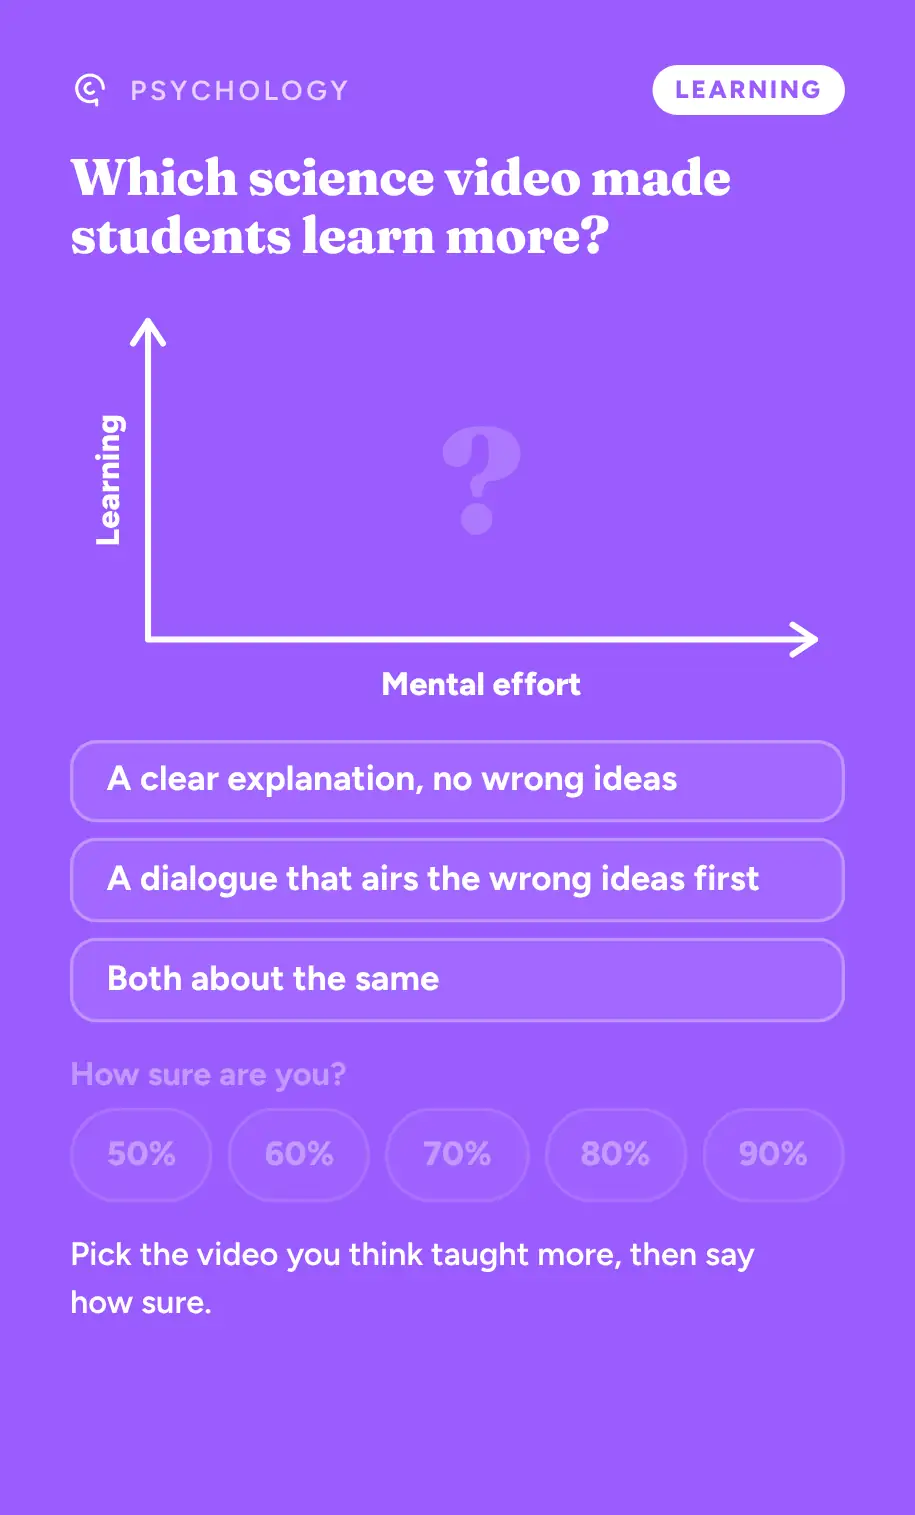 PSYCHOLOGY
LEARNING
Which science video made
students learn more?
Learning
?
Mental effort
A clear explanation, no wrong ideas
A dialogue that airs the wrong ideas first
Both about the same
How sure are you?
50% 60% 70% 80% 90%
Pick the video you think taught more, then say
how sure.